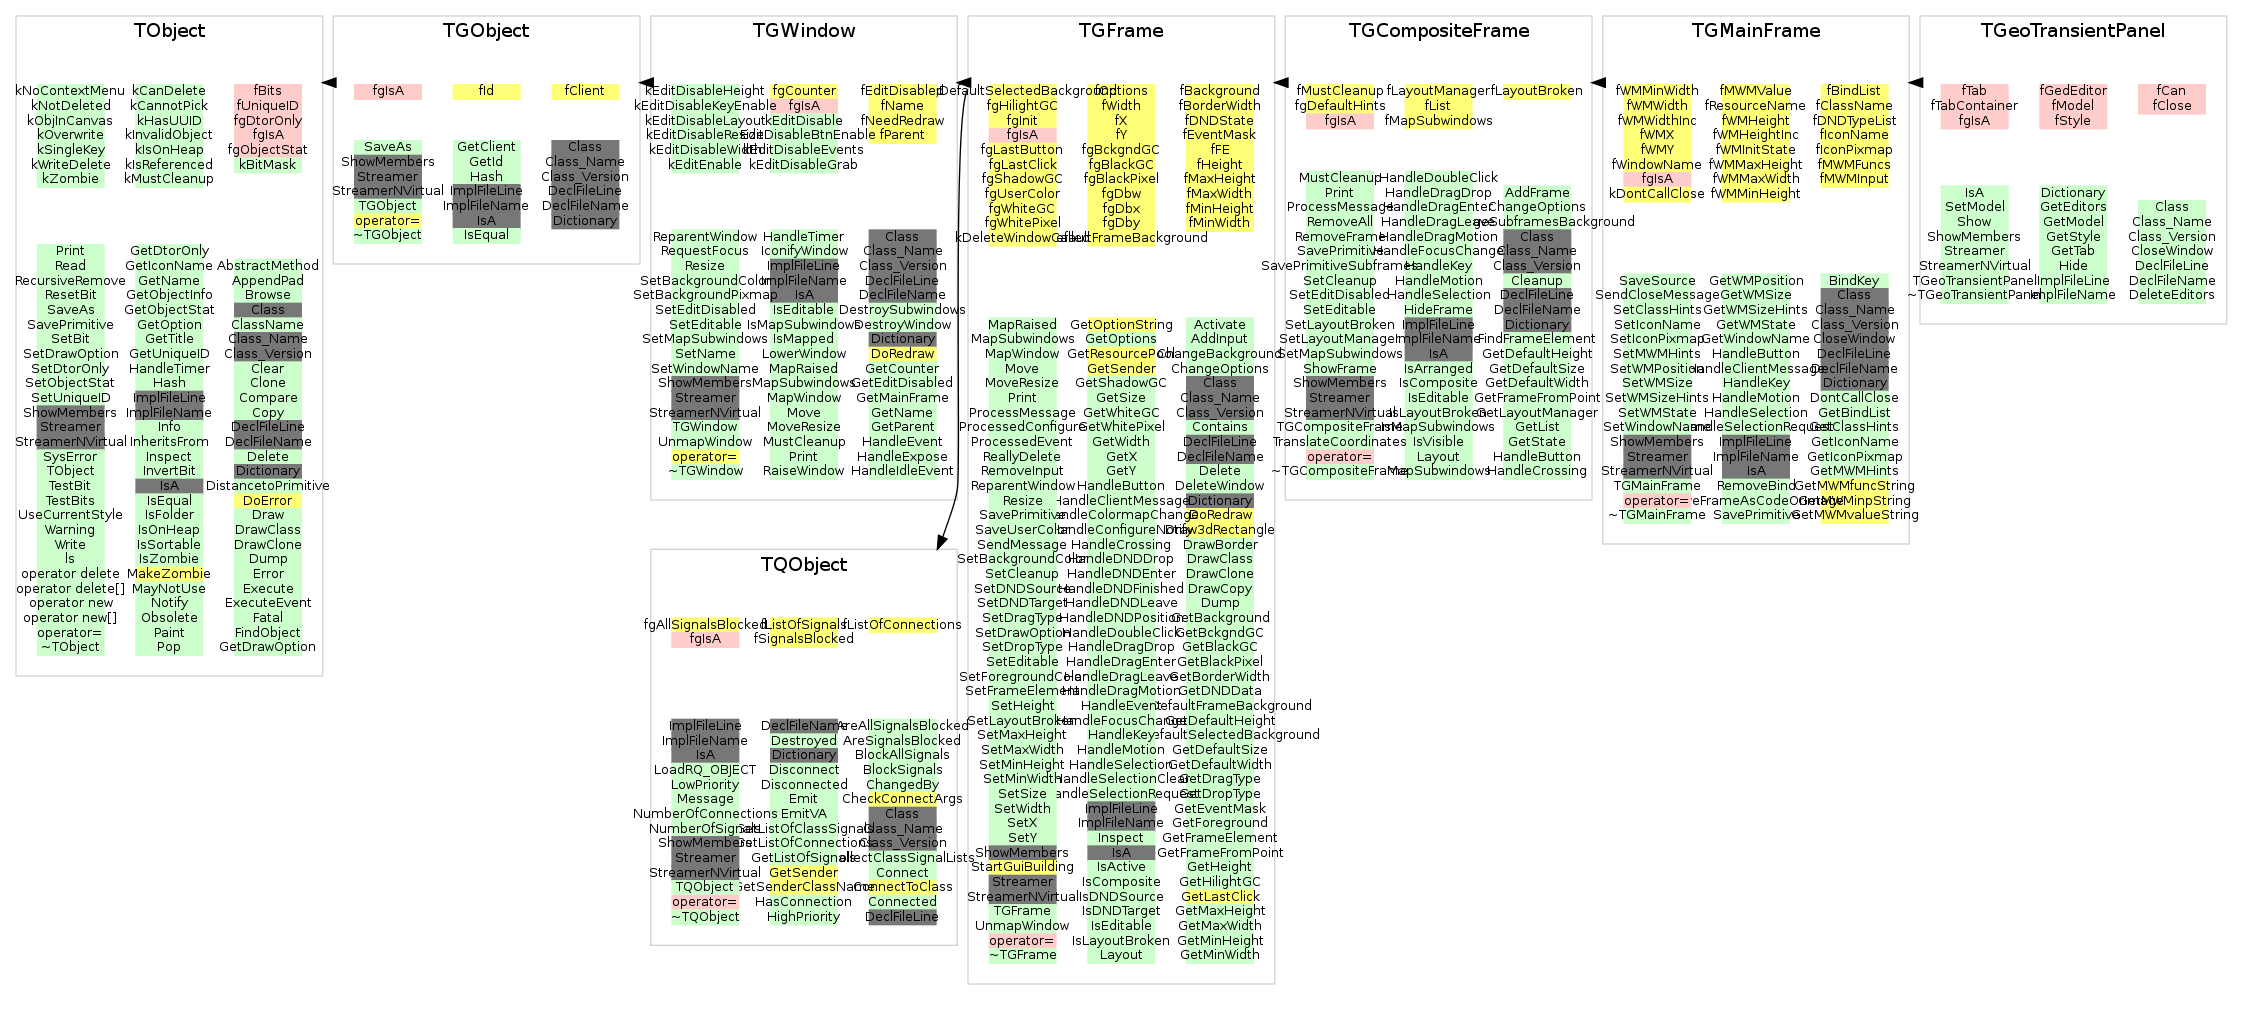 TObject
kNoContextMenu
kNotDeleted
kObjInCanvas
kOverwrite
kSingleKey
kWriteDelete
kZombie
kCanDelete
kCannotPick
kHasUUID
kInvalidObject
kIsOnHeap
kIsReferenced
kMustCleanup
fBits
fUniqueID
fgDtorOnly
fgIsA
fgObjectStat
kBitMask
Print
Read
RecursiveRemove
ResetBit
SaveAs
SavePrimitive
SetBit
SetDrawOption
SetDtorOnly
SetObjectStat
SetUniqueID
ShowMembers
Streamer
StreamerNVirtual
SysError
TObject
TestBit
TestBits
UseCurrentStyle
Warning
Write
ls
operator delete
operator delete[]
operator new
operator new[]
operator=
~TObject
GetDtorOnly
GetIconName
GetName
GetObjectInfo
GetObjectStat
GetOption
GetTitle
GetUniqueID
HandleTimer
Hash
ImplFileLine
ImplFileName
Info
InheritsFrom
Inspect
InvertBit
IsA
IsEqual
IsFolder
IsOnHeap
IsSortable
IsZombie
MakeZombie
MayNotUse
Notify
Obsolete
Paint
Pop
AbstractMethod
AppendPad
Browse
Class
ClassName
Class_Name
Class_Version
Clear
Clone
Compare
Copy
DeclFileLine
DeclFileName
Delete
Dictionary
DistancetoPrimitive
DoError
Draw
DrawClass
DrawClone
Dump
Error
Execute
ExecuteEvent
Fatal
FindObject
GetDrawOption
TGObject
fgIsA
fId
fClient
SaveAs
ShowMembers
Streamer
StreamerNVirtual
TGObject
operator=
~TGObject
GetClient
GetId
Hash
ImplFileLine
ImplFileName
IsA
IsEqual
Class
Class_Name
Class_Version
DeclFileLine
DeclFileName
Dictionary
TGWindow
kEditDisableHeight
kEditDisableKeyEnable
kEditDisableLayout
kEditDisableResize
kEditDisableWidth
kEditEnable
fgCounter
fgIsA
kEditDisable
kEditDisableBtnEnable
kEditDisableEvents
kEditDisableGrab
fEditDisabled
fName
fNeedRedraw
fParent
ReparentWindow
RequestFocus
Resize
SetBackgroundColor
SetBackgroundPixmap
SetEditDisabled
SetEditable
SetMapSubwindows
SetName
SetWindowName
ShowMembers
Streamer
StreamerNVirtual
TGWindow
UnmapWindow
operator=
~TGWindow
HandleTimer
IconifyWindow
ImplFileLine
ImplFileName
IsA
IsEditable
IsMapSubwindows
IsMapped
LowerWindow
MapRaised
MapSubwindows
MapWindow
Move
MoveResize
MustCleanup
Print
RaiseWindow
Class
Class_Name
Class_Version
DeclFileLine
DeclFileName
DestroySubwindows
DestroyWindow
Dictionary
DoRedraw
GetCounter
GetEditDisabled
GetMainFrame
GetName
GetParent
HandleEvent
HandleExpose
HandleIdleEvent
TQObject
fgAllSignalsBlocked
fgIsA
fListOfSignals
fSignalsBlocked
fListOfConnections
ImplFileLine
ImplFileName
IsA
LoadRQ_OBJECT
LowPriority
Message
NumberOfConnections
NumberOfSignals
ShowMembers
Streamer
StreamerNVirtual
TQObject
operator=
~TQObject
DeclFileName
Destroyed
Dictionary
Disconnect
Disconnected
Emit
EmitVA
GetListOfClassSignals
GetListOfConnections
GetListOfSignals
GetSender
GetSenderClassName
HasConnection
HighPriority
AreAllSignalsBlocked
AreSignalsBlocked
BlockAllSignals
BlockSignals
ChangedBy
CheckConnectArgs
Class
Class_Name
Class_Version
Connect
ConnectToClass
Connected
DeclFileLine
TGFrame
fgHilightGC
fgInit
fgIsA
fgLastButton
fgLastClick
fgShadowGC
fgUserColor
fgWhiteGC
fgWhitePixel
fOptions
fWidth
fX
fY
fgBckgndGC
fgBlackGC
fgBlackPixel
fgDbw
fgDbx
fgDby
fBackground
fBorderWidth
fDNDState
fEventMask
fFE
fHeight
fMaxHeight
fMaxWidth
fMinHeight
fMinWidth
MapRaised
MapSubwindows
MapWindow
Move
MoveResize
Print
ProcessMessage
ProcessedConfigure
ProcessedEvent
ReallyDelete
RemoveInput
ReparentWindow
Resize
SavePrimitive
SaveUserColor
SendMessage
SetBackgroundColor
SetCleanup
SetDNDSource
SetDNDTarget
SetDragType
SetDrawOption
SetDropType
SetEditable
SetForegroundColor
SetFrameElement
SetHeight
SetLayoutBroken
SetMaxHeight
SetMaxWidth
SetMinHeight
SetMinWidth
SetSize
SetWidth
SetX
SetY
ShowMembers
StartGuiBuilding
Streamer
StreamerNVirtual
TGFrame
UnmapWindow
operator=
~TGFrame
GetOptionString
GetOptions
GetResourcePool
GetSender
GetShadowGC
GetSize
GetWhiteGC
GetWhitePixel
GetWidth
GetX
GetY
HandleButton
HandleClientMessage
HandleColormapChange
HandleConfigureNotify
HandleCrossing
HandleDNDDrop
HandleDNDEnter
HandleDNDFinished
HandleDNDLeave
HandleDNDPosition
HandleDoubleClick
HandleDragDrop
HandleDragEnter
HandleDragLeave
HandleDragMotion
HandleEvent
HandleFocusChange
HandleKey
HandleMotion
HandleSelection
HandleSelectionClear
HandleSelectionRequest
ImplFileLine
ImplFileName
Inspect
IsA
IsActive
IsComposite
IsDNDSource
IsDNDTarget
IsEditable
IsLayoutBroken
Layout
Activate
AddInput
ChangeBackground
ChangeOptions
Class
Class_Name
Class_Version
Contains
DeclFileLine
DeclFileName
Delete
DeleteWindow
Dictionary
DoRedraw
Draw3dRectangle
DrawBorder
DrawClass
DrawClone
DrawCopy
Dump
GetBackground
GetBckgndGC
GetBlackGC
GetBlackPixel
GetBorderWidth
GetDNDData
GetDefaultHeight
GetDefaultSize
GetDefaultWidth
GetDragType
GetDropType
GetEventMask
GetForeground
GetFrameElement
GetFrameFromPoint
GetHeight
GetHilightGC
GetLastClick
GetMaxHeight
GetMaxWidth
GetMinHeight
GetMinWidth
TGCompositeFrame
fMustCleanup
fgDefaultHints
fgIsA
fLayoutManager
fList
fMapSubwindows
fLayoutBroken
MustCleanup
Print
ProcessMessage
RemoveAll
RemoveFrame
SavePrimitive
SavePrimitiveSubframes
SetCleanup
SetEditDisabled
SetEditable
SetLayoutBroken
SetLayoutManager
SetMapSubwindows
ShowFrame
ShowMembers
Streamer
StreamerNVirtual
TGCompositeFrame
TranslateCoordinates
operator=
~TGCompositeFrame
HandleDoubleClick
HandleDragDrop
HandleDragEnter
HandleDragLeave
HandleDragMotion
HandleFocusChange
HandleKey
HandleMotion
HandleSelection
HideFrame
ImplFileLine
ImplFileName
IsA
IsArranged
IsComposite
IsEditable
IsLayoutBroken
IsMapSubwindows
IsVisible
Layout
MapSubwindows
AddFrame
ChangeOptions
Class
Class_Name
Class_Version
Cleanup
DeclFileLine
DeclFileName
Dictionary
FindFrameElement
GetDefaultHeight
GetDefaultSize
GetDefaultWidth
GetFrameFromPoint
GetLayoutManager
GetList
GetState
HandleButton
HandleCrossing
TGMainFrame
fWMMinWidth
fWMWidth
fWMWidthInc
fWMX
fWMY
fWindowName
fgIsA
kDontCallClose
fMWMValue
fResourceName
fWMHeight
fWMHeightInc
fWMInitState
fWMMaxHeight
fWMMaxWidth
fWMMinHeight
fBindList
fClassName
fDNDTypeList
fIconName
fIconPixmap
fMWMFuncs
fMWMInput
SaveSource
SendCloseMessage
SetClassHints
SetIconName
SetIconPixmap
SetMWMHints
SetWMPosition
SetWMSize
SetWMSizeHints
SetWMState
SetWindowName
ShowMembers
Streamer
StreamerNVirtual
TGMainFrame
operator=
~TGMainFrame
GetWMPosition
GetWMSize
GetWMSizeHints
GetWMState
GetWindowName
HandleButton
HandleClientMessage
HandleKey
HandleMotion
HandleSelection
HandleSelectionRequest
ImplFileLine
ImplFileName
IsA
RemoveBind
SavePrimitive
BindKey
Class
Class_Name
Class_Version
CloseWindow
DeclFileLine
DeclFileName
Dictionary
DontCallClose
GetBindList
GetClassHints
GetIconName
GetIconPixmap
GetMWMHints
GetMWMfuncString
GetMWMinpString
GetMWMvalueString
TGeoTransientPanel
fTab
fTabContainer
fgIsA
fGedEditor
fModel
fStyle
fCan
fClose
IsA
SetModel
Show
ShowMembers
Streamer
StreamerNVirtual
TGeoTransientPanel
~TGeoTransientPanel
Dictionary
GetEditors
GetModel
GetStyle
GetTab
Hide
ImplFileLine
ImplFileName
Class
Class_Name
Class_Version
CloseWindow
DeclFileLine
DeclFileName
DeleteEditors